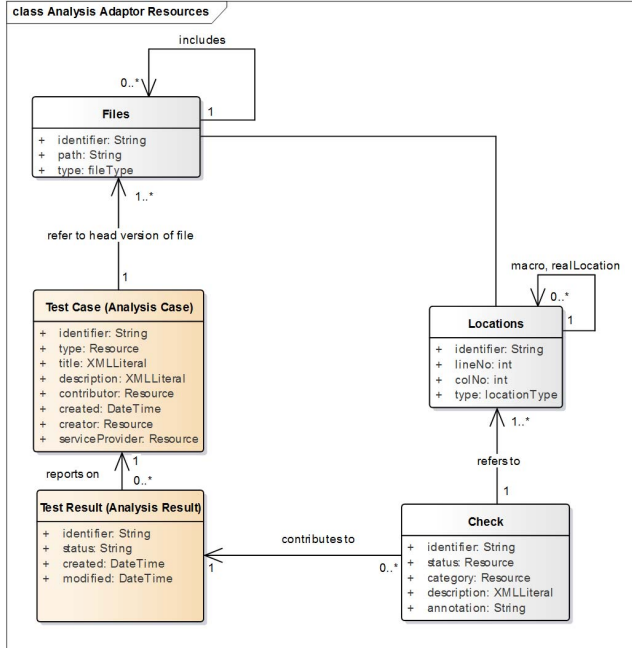 class Analysis Adaptor Resources
includes
0..*
1
Files
+ identifier: String
+ path: String
+ type: fileType
1..*
refer to head version of file
1
macro, realLocation
0..*
1
Test Case (Analysis Case)
+ identifier: String
+ type: Resource
+ title: XMLLiteral
+ description: XMLLiteral
+ contributor: Resource
+ created: DateTime
+ creator: Resource
+ serviceProvider: Resource
Locations
+ identifier: String
+ lineNo: int
+ colNo: int
+ type: locationType
1..*
refers to
1
1
reports on
0..*
Test Result (Analysis Result)
+ identifier: String
+ status: String
+ created: DateTime
+ modified: DateTime
contributes to
1
0..*
Check
+ identifier: String
+ status: Resource
+ category: Resource
+ description: XMLLiteral
+ annotation: String